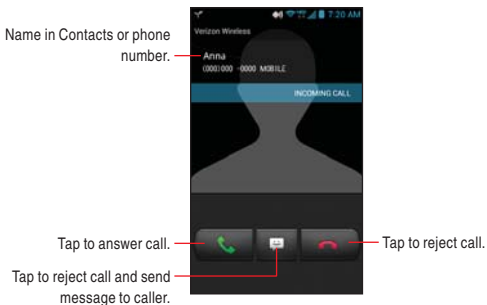 7:20 AM
Verizon Wireless
Name in Contacts or phone
number.
Anna
(000)000 -0000 MOBILE
INCOMING CALL
Tap to answer call.
Tap to reject call.
Tap to reject call and send
message to caller.